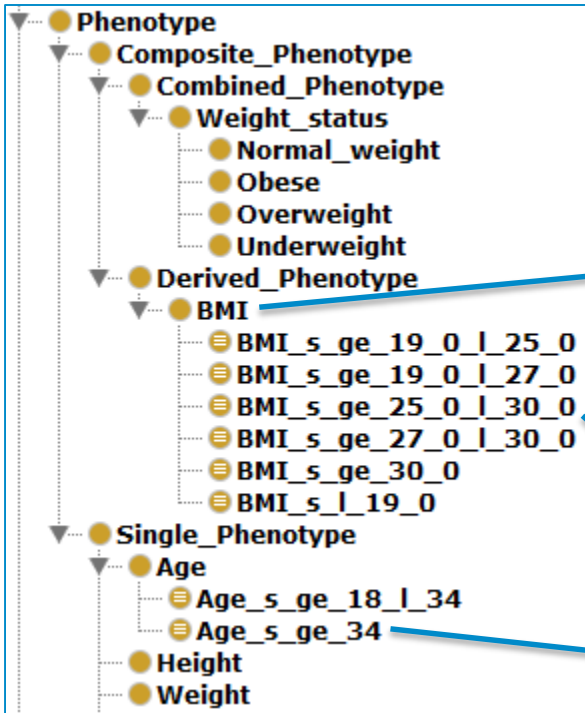 Phenotype
Composite_Phenotype
Combined_Phenotype
Weight_status
Normal_weight
Obese
Overweight
Underweight
Derived_Phenotype
BMI
BMI_s_ge_19_0_l_25_0
BMI_s_ge_19_0_l_27_0
BMI_s_ge_25_0_l_30_0
BMI_s_ge_27_0_l_30_0
BMI_s_ge_30_0
BMI_s_l_19_0
Single_Phenotype
Age
Age_s_ge_18_l_34
Age_s_ge_34
Height
Weight